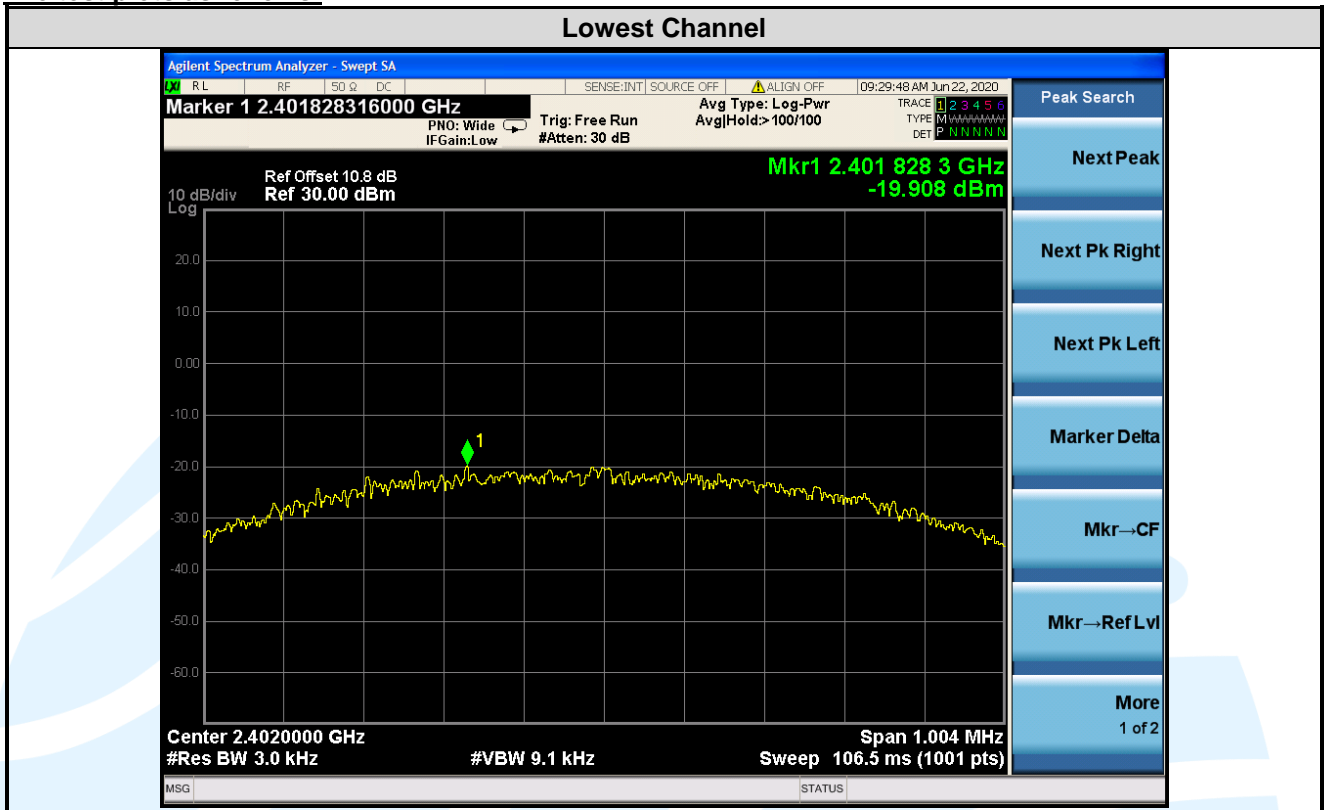 Lowest Channel
Agilent Spectrum Analyzer - Swept SA
LXI RL RF 50 Ω DC SENSE:INT SOURCE OFF ALIGN OFF 09:29:48 AM Jun 22, 2020
Marker 1 2.401828316000 GHz
PNO: Wide
IFGain:Low
Trig: Free Run
#Atten: 30 dB
Avg Type: Log-Pwr
Avg|Hold:>100/100
TRACE 1 2 3 4 5 6
TYPE M WWWWW
DET P N N N N N
Peak Search
Mkr1 2.401 828 3 GHz
-19.908 dBm
Ref Offset 10.8 dB
10 dB/div Ref 30.00 dBm
Log
20.0
10.0
0.00
-10.0
-20.0
-30.0
-40.0
-50.0
-60.0
1
Center 2.4020000 GHz Span 1.004 MHz
#Res BW 3.0 kHz #VBW 9.1 kHz Sweep 106.5 ms (1001 pts)
MSG STATUS
Next Peak
Next Pk Right
Next Pk Left
Marker Delta
Mkr→CF
Mkr→Ref Lvl
More
1 of 2